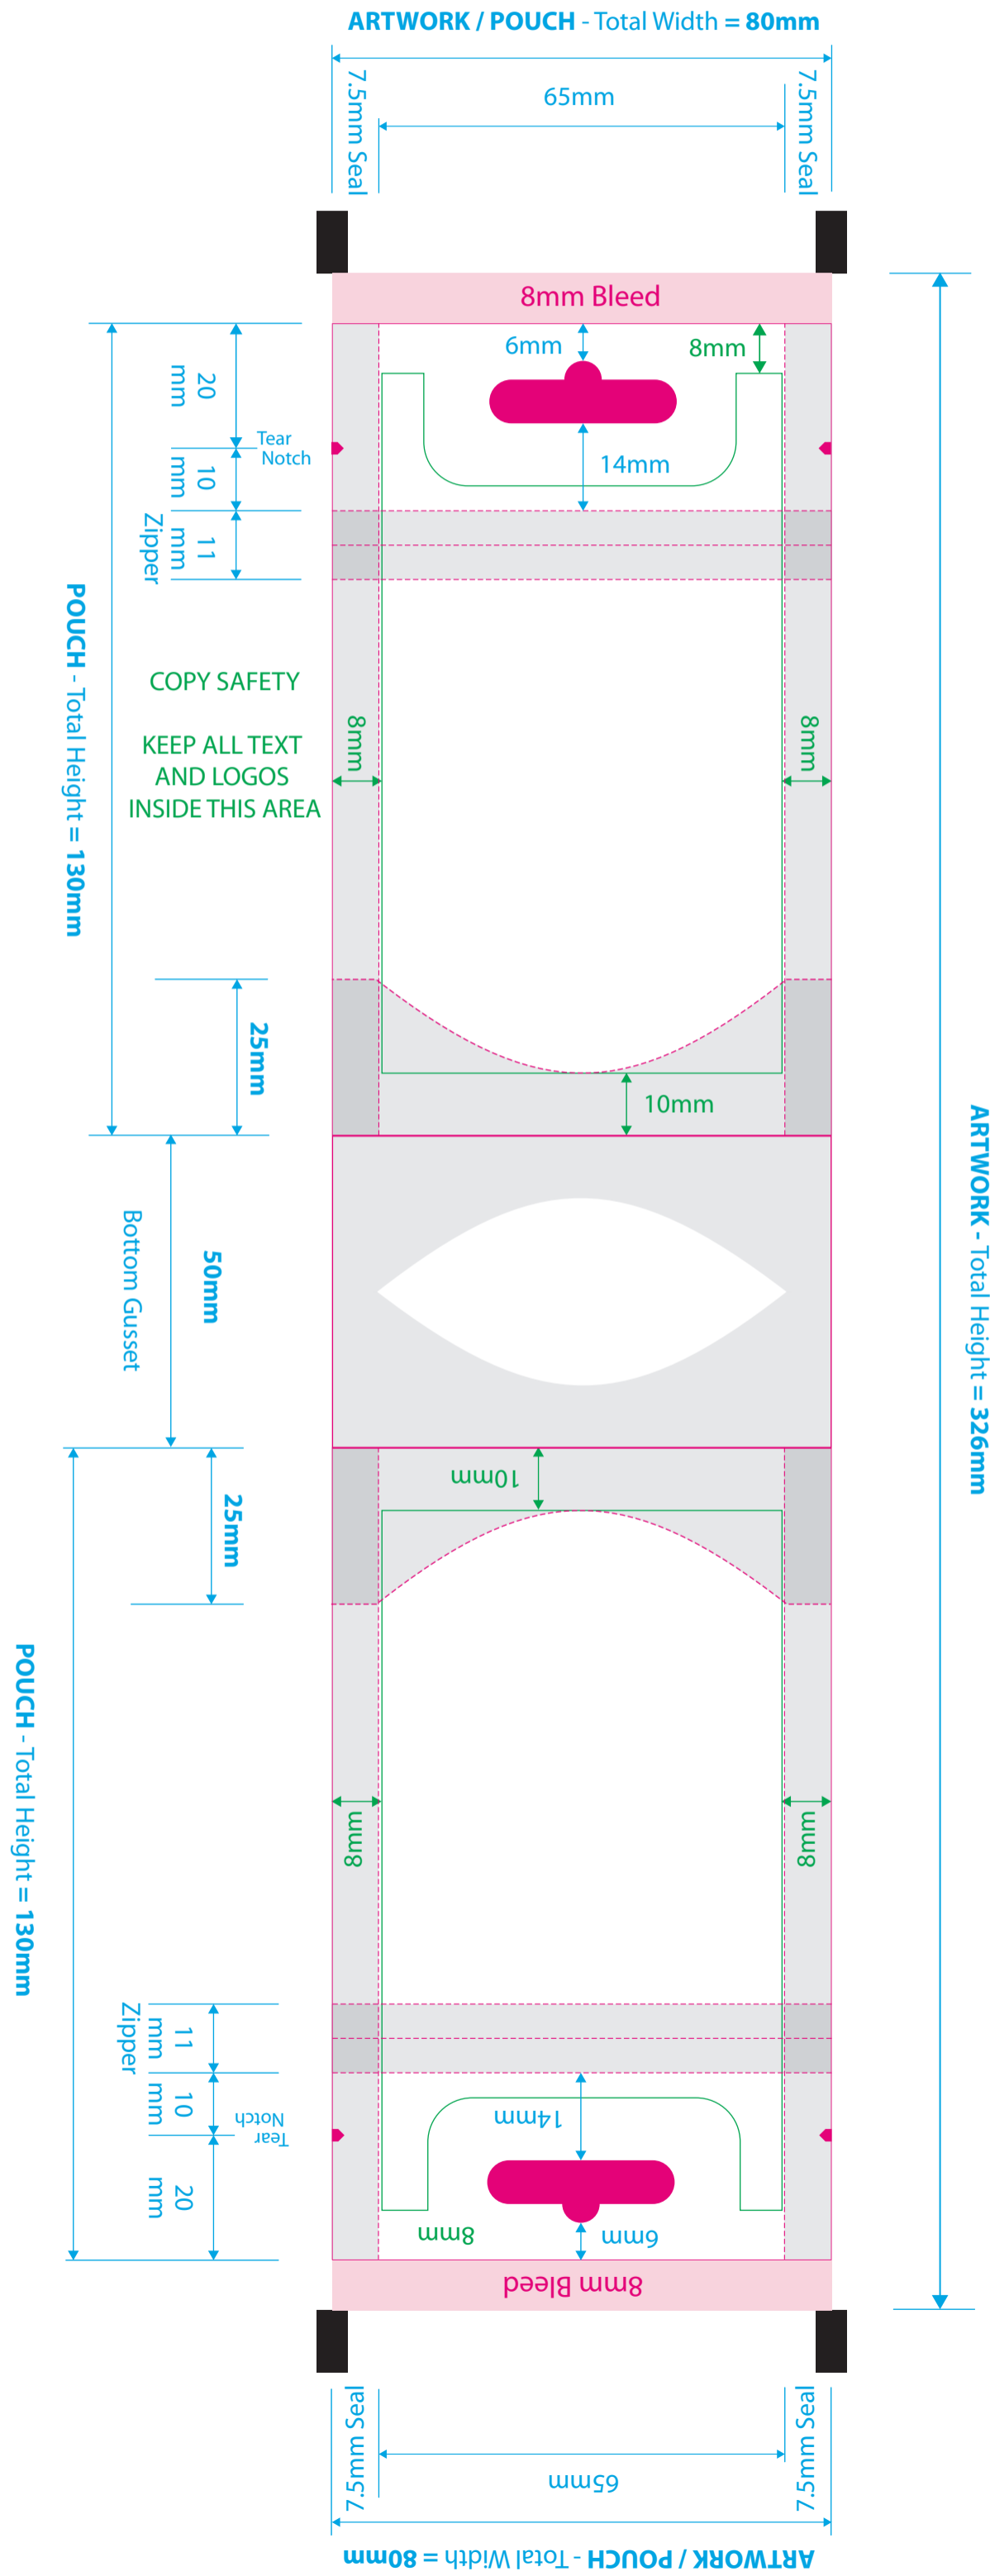 ARTWORK / POUCH - Total Width = 80mm
7.5mm Seal
65mm
7.5mm Seal
8mm Bleed
6mm
8mm
20
mm
Tear
Notch
14mm
10
mm
11
mm
Zipper
POUCH - Total Height = 130mm
COPY SAFETY
KEEP ALL TEXT
AND LOGOS
INSIDE THIS AREA
8mm
8mm
25mm
10mm
ARTWORK - Total Height = 326mm
Bottom Gusset
50mm
10mm
25mm
POUCH - Total Height = 130mm
8mm
8mm
11
mm
Zipper
10
mm
Tear
Notch
14mm
20
mm
8mm
6mm
8mm Bleed
7.5mm Seal
65mm
7.5mm Seal
ARTWORK / POUCH - Total Width = 80mm